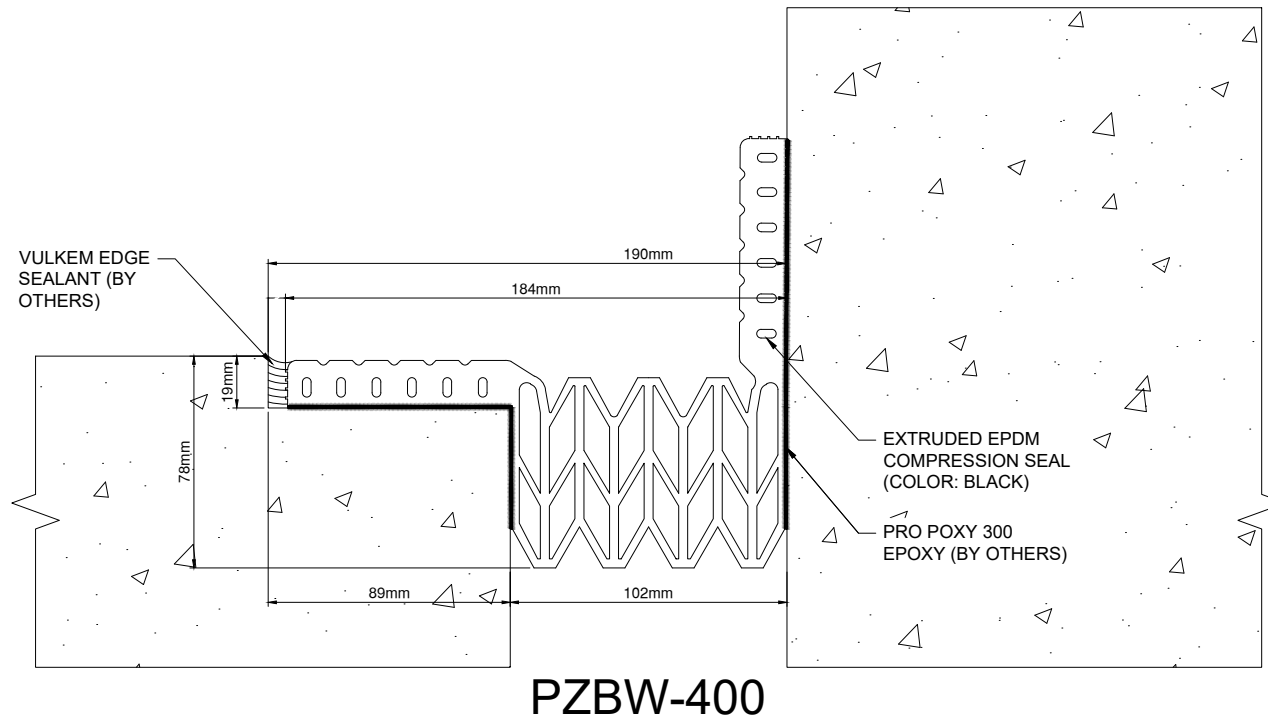 190mm
VULKEM EDGE
SEALANT (BY
OTHERS)
184mm
19mm
78mm
EXTRUDED EPDM
COMPRESSION SEAL
(COLOR: BLACK)
PRO POXY 300
EPOXY (BY OTHERS)
89mm
102mm
PZBW-400